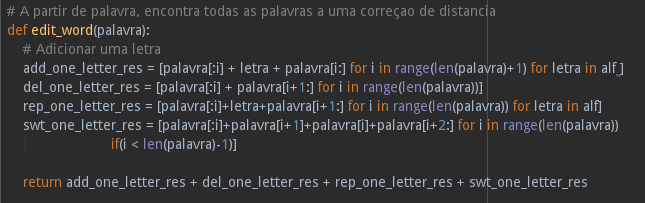 # A partir de palavra, encontra todas as palavras a uma correçao de distancia
def edit_word(palavra):
    # Adicionar uma letra
    add_one_letter_res = [palavra[:i] + letra + palavra[i:] for i in range(len(palavra)+1) for letra in alf_]
    del_one_letter_res = [palavra[:i] + palavra[i+1:] for i in range(len(palavra))]
    rep_one_letter_res = [palavra[:i]+letra+palavra[i+1:] for i in range(len(palavra)) for letra in alf]
    swt_one_letter_res = [palavra[:i]+palavra[i+1]+palavra[i]+palavra[i+2:] for i in range(len(palavra))
                if(i < len(palavra)-1)]
    return add_one_letter_res + del_one_letter_res + rep_one_letter_res + swt_one_letter_res